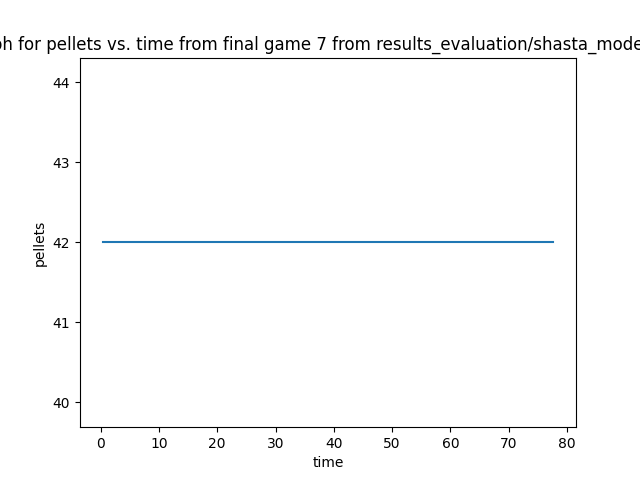 for pellets vs. time from final game 7 from results_evaluation/shasta_mode
44
43
42
41
40
pellets
0 10 20 30 40 50 60 70 80
time